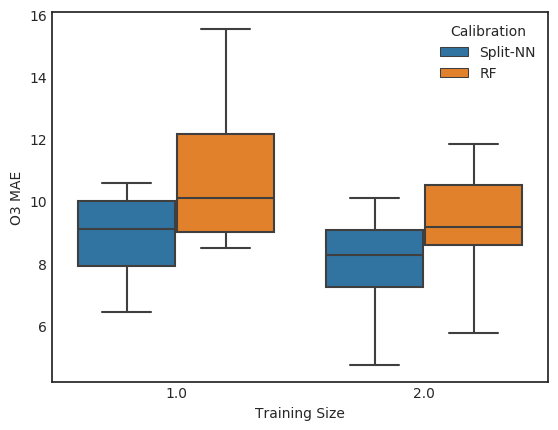 16
14
12
10
8
6
O3 MAE
Calibration
Split-NN
RF
1.0
2.0
Training Size